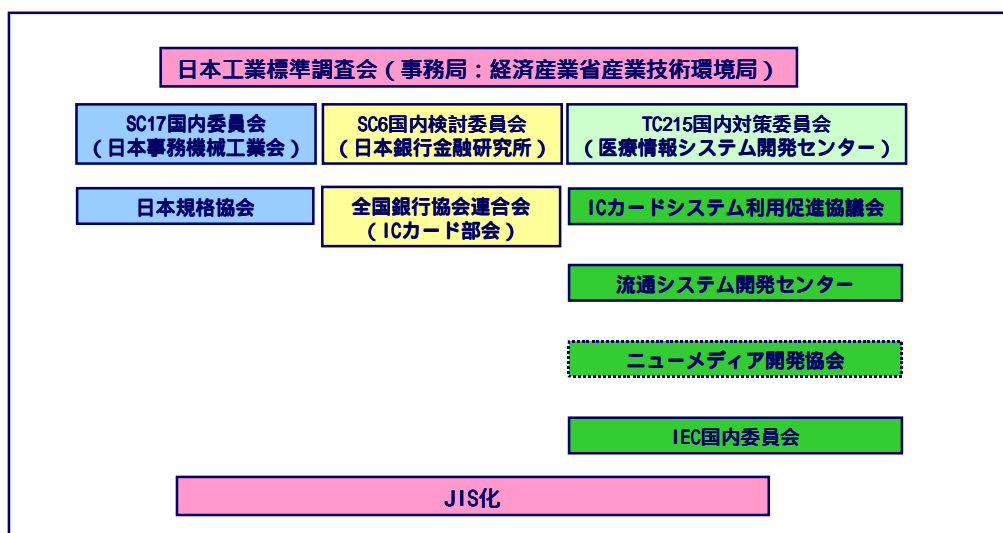 日本工業標準調査会(事務局:経済産業省産業技術環境局)
SC17国内委員会
(日本事務機械工業会)
SC6国内検討委員会
(日本銀行金融研究所)
TC215国内対策委員会
(医療情報システム開発センター)
日本規格協会
全国銀行協会連合会
(ICカード部会)
ICカードシステム利用促進協議会
流通システム開発センター
ニューメディア開発協会
IEC国内委員会
JIS化